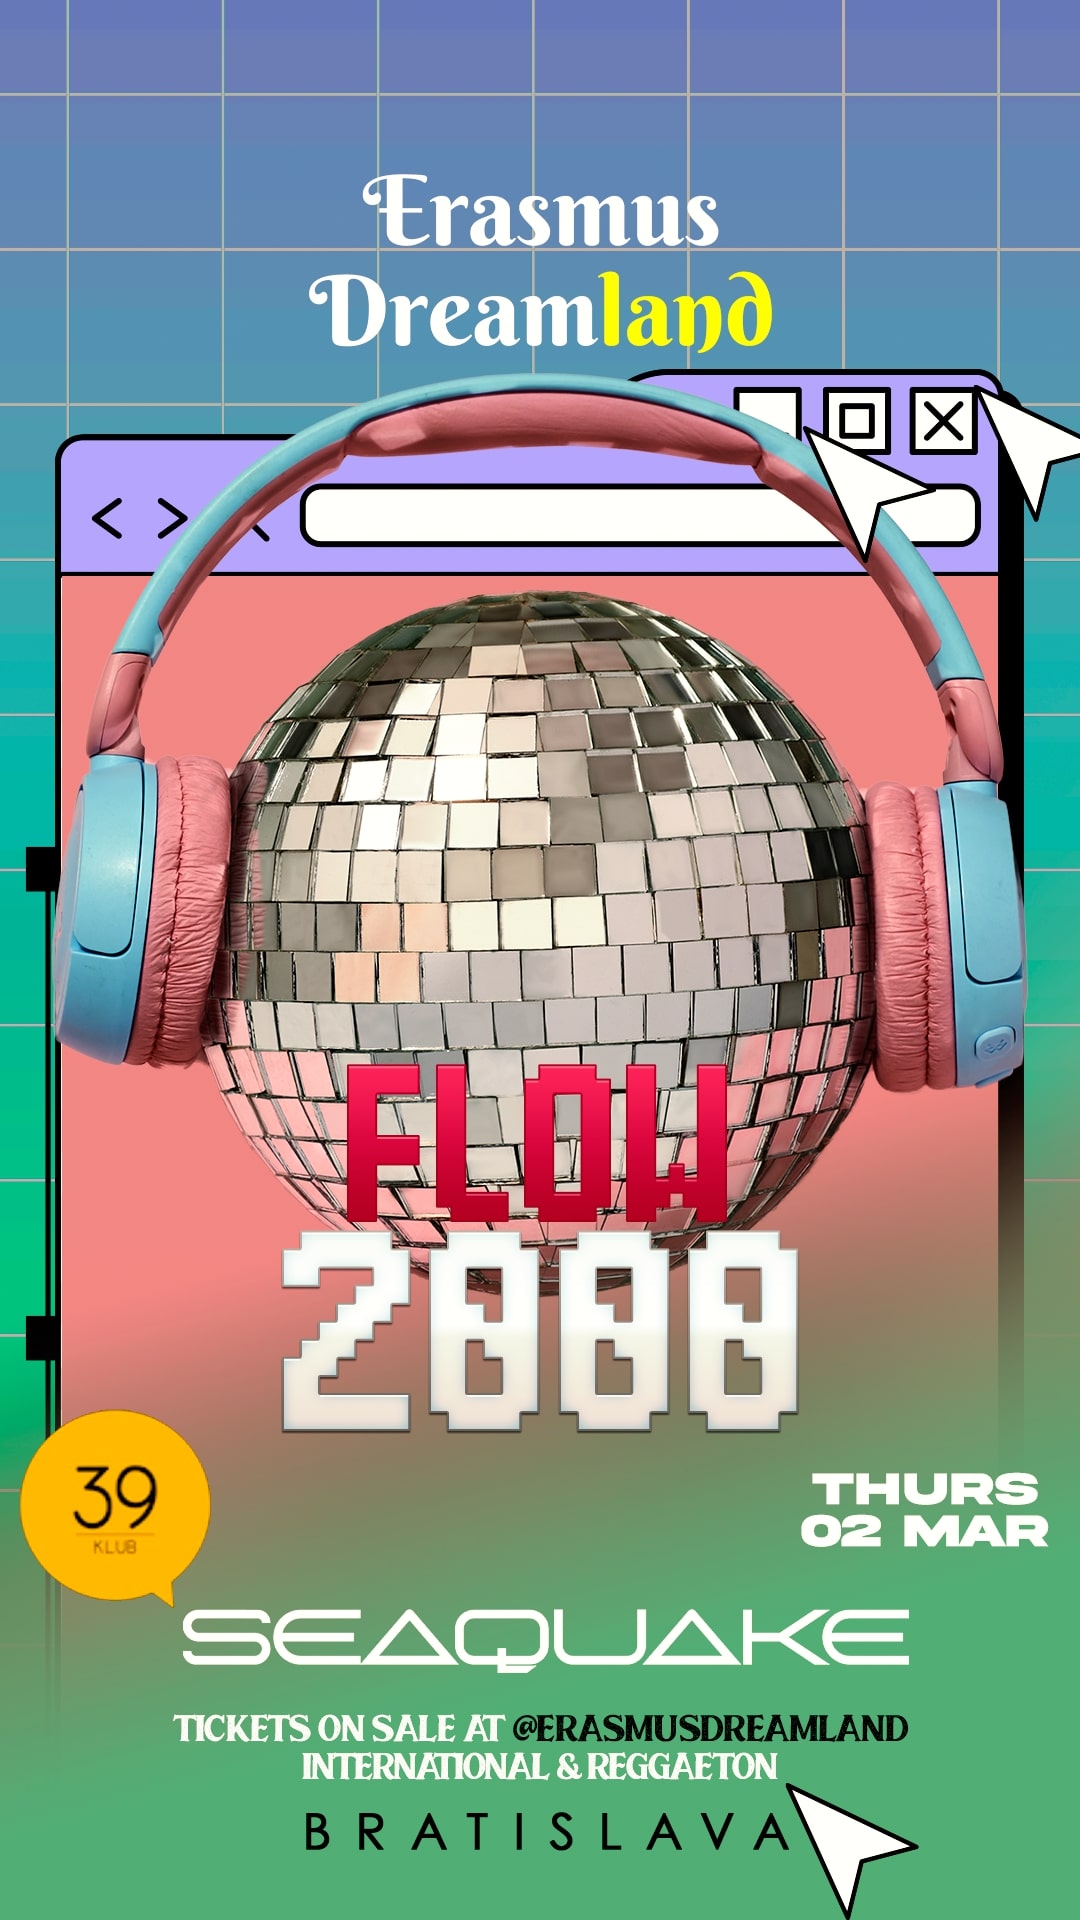 Erasmus
Dreamland
FLOW
2000
39
KLUB
THURS
02 MAR
SEAQUAKE
TICKETS ON SALE AT @ERASMUSDREAMLAND
INTERNATIONAL & REGGAETON
BRATISLAVA